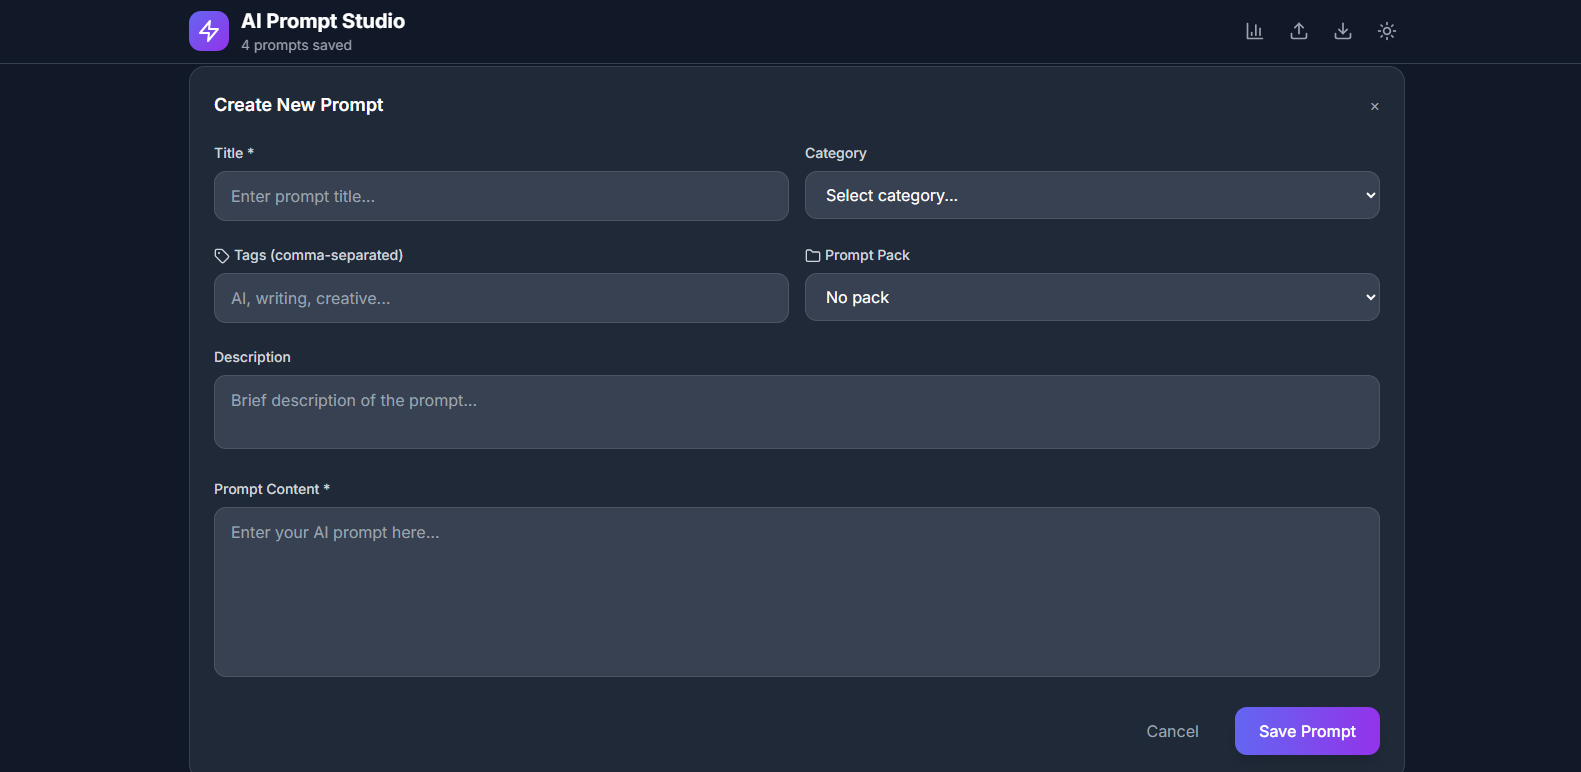 AI Prompt Studio
4 prompts saved
Create New Prompt
×
Title *
Category
Enter prompt title...
Select category...
Tags (comma-separated)
Prompt Pack
AI, writing, creative...
No pack
Description
Brief description of the prompt...
Prompt Content *
Enter your AI prompt here...
Cancel
Save Prompt